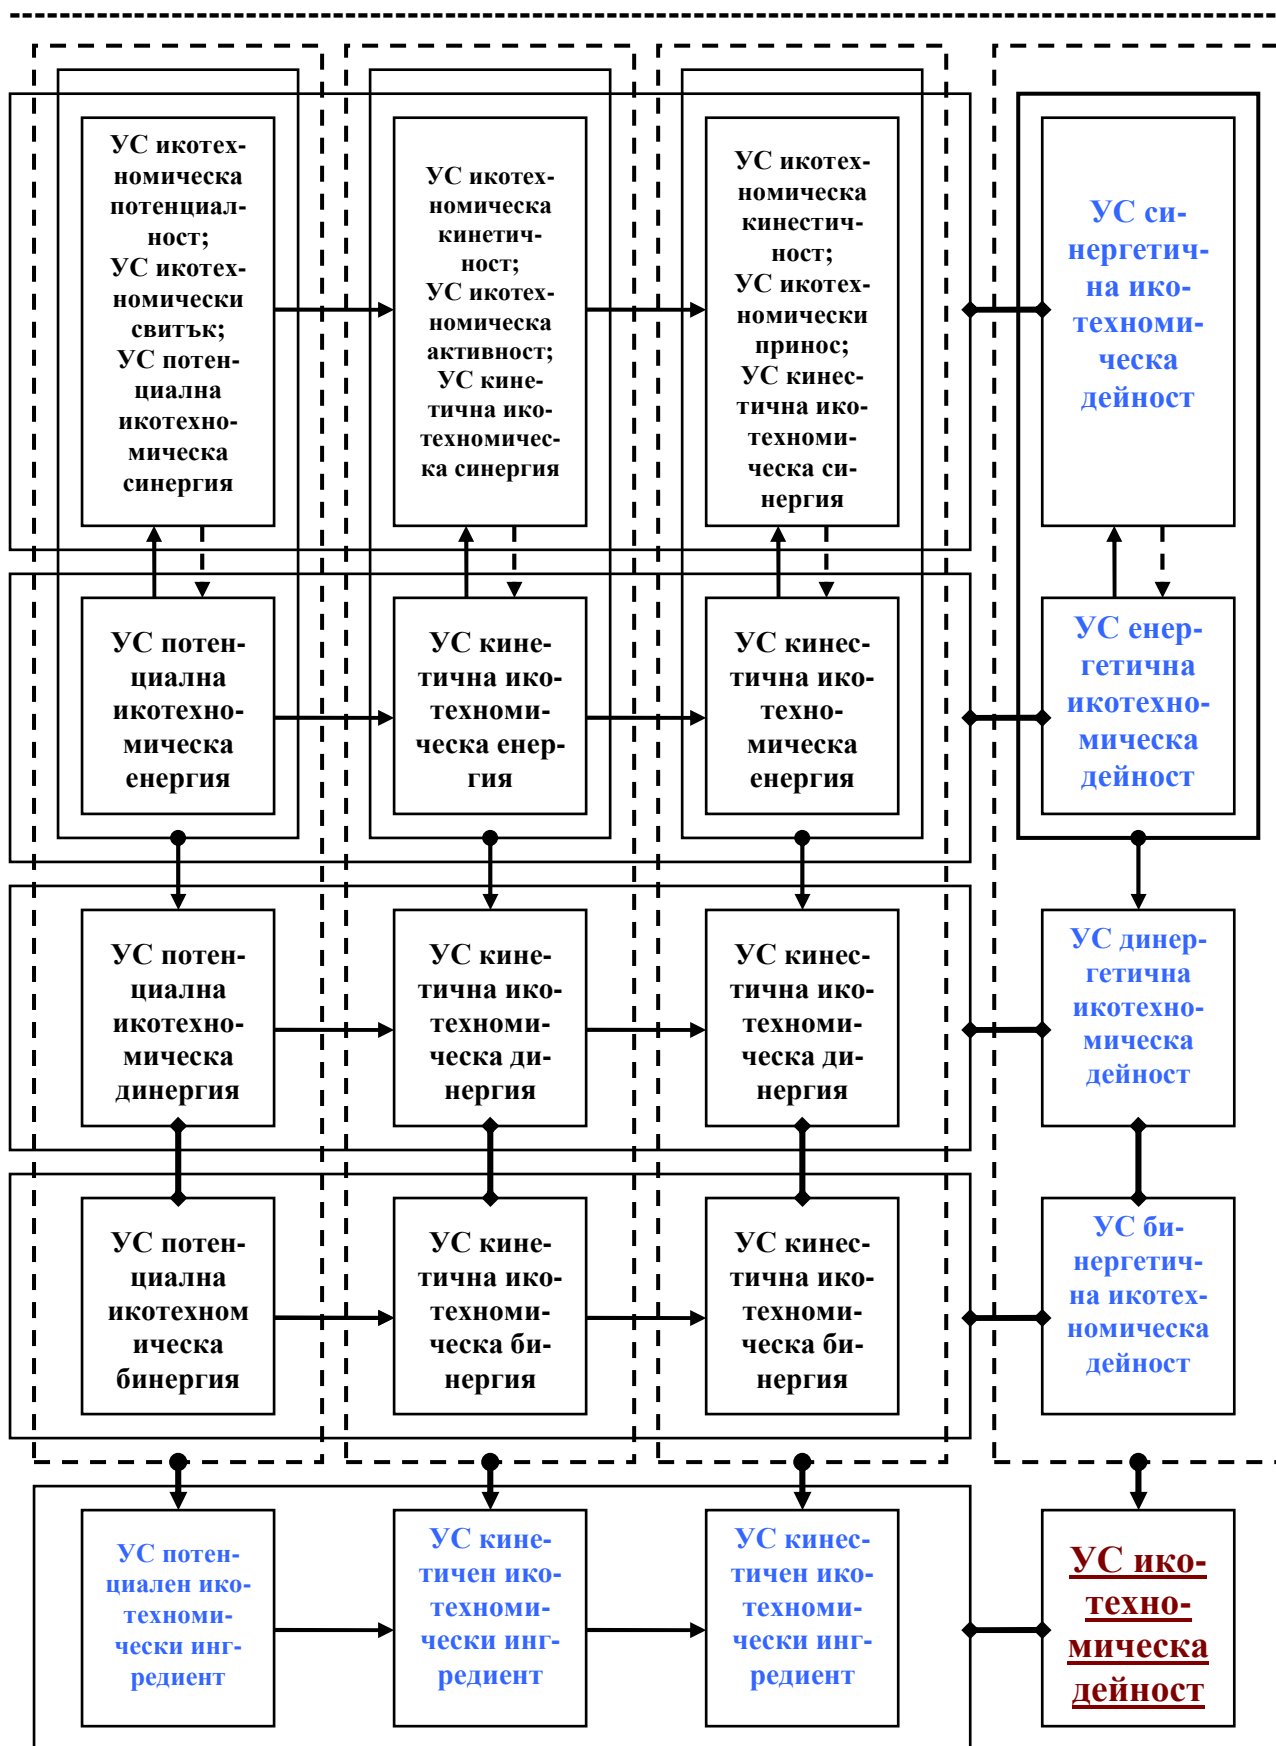 УС икотех-
номическа
потенциал-
ност;
УС икотех-
номически
свитък;
УС потен-
циална
икотехно-
мическа
синергия
УС икотех-
номическа
кинетич-
ност;
УС икотех-
номическа
активност;
УС кине-
тична ико-
техномичес-
ка синергия
УС икотех-
номическа
кинестич-
ност;
УС икотех-
номически
принос;
УС кинес-
тична ико-
техноми-
ческа си-
нергия
УС си-
нергетич-
на ико-
техноми-
ческа
дейност
УС потен-
циална
икотехно-
мическа
енергия
УС кине-
тична ико-
техноми-
ческа енер-
гия
УС кинес-
тична ико-
техно-
мическа
енергия
УС енер-
гетична
икотехно-
мическа
дейност
УС потен-
циална
икотехно-
мическа
динергия
УС кине-
тична ико-
техноми-
ческа ди-
нергия
УС кинес-
тична ико-
техноми-
ческа ди-
нергия
УС динер-
гетична
икотехно-
мическа
дейност
УС потен-
циална
икотехном
ическа
бинергия
УС кине-
тична ико-
техноми-
ческа би-
нергия
УС кинес-
тична ико-
техноми-
ческа би-
нергия
УС би-
нергетич-
на икотех-
номическа
дейност
УС потен-
циален ико-
техноми-
чески инг-
редиент
УС кине-
тичен ико-
техноми-
чески инг-
редиент
УС кинес-
тичен ико-
техноми-
чески инг-
редиент
УС ико-
техно-
мическа
дейност